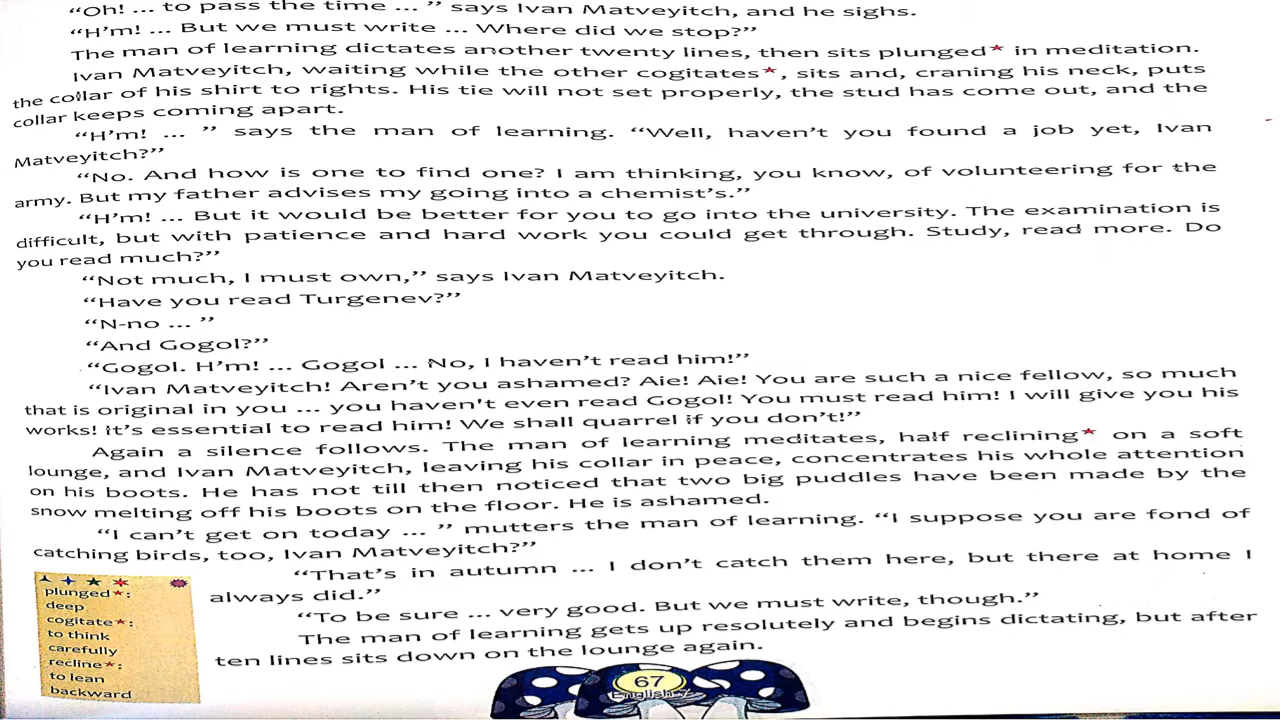 “Oh! ... to pass the time ... ” says Ivan Matveyitch, and he sighs.
“H’m! ... But we must write ... Where did we stop?”
The man of learning dictates another twenty lines, then sits plunged* in meditation.
Ivan Matveyitch, waiting while the other cogitates*, sits and, craning his neck, puts
the collar of his shirt to rights. His tie will not set properly, the stud has come out, and the
collar keeps coming apart.
“H’m! ... ” says the man of learning. “Well, haven’t you found a job yet, Ivan
Matveyitch?”
“No. And how is one to find one? I am thinking, you know, of volunteering for the
army. But my father advises my going into a chemist’s.”
“H’m! ... But it would be better for you to go into the university. The examination is
difficult, but with patience and hard work you could get through. Study, read more. Do
you read much?”
“Not much, I must own,” says Ivan Matveyitch.
“Have you read Turgenev?”
“N-no ... ”
“And Gogol?”
“Gogol. H’m! ... Gogol ... No, I haven’t read him!”
“Ivan Matveyitch! Aren’t you ashamed? Aie! Aie! You are such a nice fellow, so much
that is original in you ... you haven't even read Gogol! You must read him! I will give you his
works! It’s essential to read him! We shall quarrel if you don’t!”
Again a silence follows. The man of learning meditates, half reclining* on a soft
lounge, and Ivan Matveyitch, leaving his collar in peace, concentrates his whole attention
on his boots. He has not till then noticed that two big puddles have been made by the
snow melting off his boots on the floor. He is ashamed.
“I can’t get on today ... ” mutters the man of learning. “I suppose you are fond of
catching birds, too, Ivan Matveyitch?”
“That’s in autumn ... I don’t catch them here, but there at home I
always did.”
“To be sure ... very good. But we must write, though.”
The man of learning gets up resolutely and begins dictating, but after
ten lines sits down on the lounge again.
plunged*:
deep
cogitate*:
to think
carefully
recline*:
to lean
backward
67
English 7